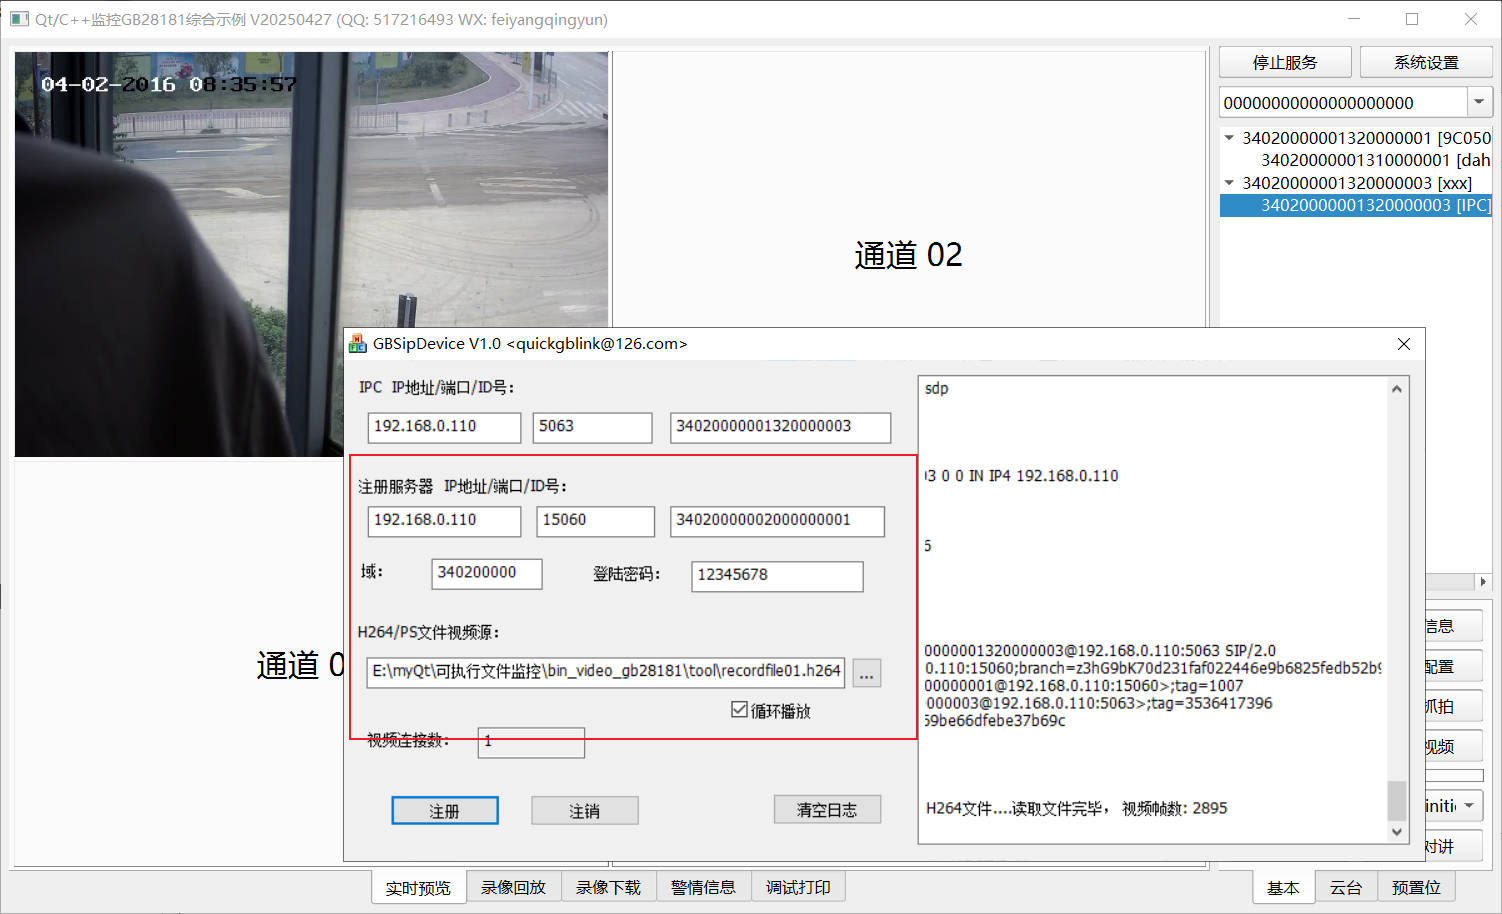 Qt/C++监控GB28181综合示例 V20250427 (QQ: 517216493 WX: feiyangqingyun)
04-02-2016 08:35:57
通道 02
通道 0
停止服务
系统设置
00000000000000000000
34020000001320000001 [9C050
34020000001310000001 [dah
34020000001320000003 [xxx]
34020000001320000003 [IPC]
GBSipDevice V1.0 <quickgblink@126.com>
IPC IP地址/端口/ID号:
192.168.0.110
5063
34020000001320000003
注册服务器 IP地址/端口/ID号:
192.168.0.110
15060
34020000002000000001
域:
340200000
登陆密码:
12345678
H264/PS文件视频源:
E:\myQt\可执行文件监控\bin_video_gb28181\tool\recordfile01.h264
...
循环播放
视频连接数:
1
注册
注销
清空日志
sdp
03 0 0 IN IP4 192.168.0.110
6
0000001320000003@192.168.0.110:5063 SIP/2.0
0.110:15060;branch=z3hG9bK70d231faf022446e9b6825fedb52b9
00000001@192.168.0.110:15060>;tag=1007
000003@192.168.0.110:5063>;tag=3536417396
59be66dfebe37b69c
H264文件....读取文件完毕， 视频帧数: 2895
信息
配置
抓拍
视频
initi
对讲
实时预览
录像回放
录像下载
警情信息
调试打印
基本
云台
预置位